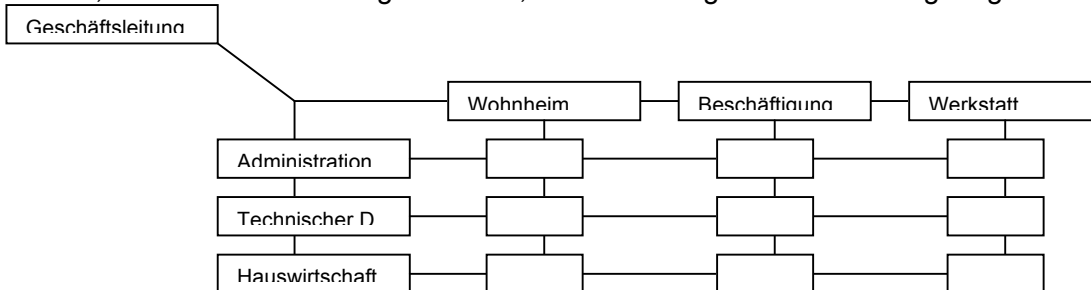 Geschäftsleitung
Wohnheim
Beschäftigung
Werkstatt
Administration
Technischer D
Hauswirtschaft